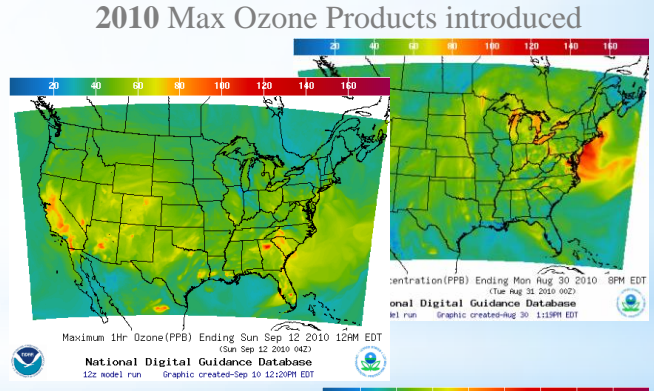 2010 Max Ozone Products introduced
20 40 60 80 100 120 140 160
20 40 60 80 100 120 140 160
centration(PPB) Ending Mon Aug 30 2010 8PM EDT
(Tue Aug 31 2010 00Z)
onal Digital Guidance Database
el run Graphic created-Aug 30 1:19PM EDT
Maximum 1Hr Ozone(PPB) Ending Sun Sep 12 2010 12AM EDT
(Sun Sep 12 2010 04Z)
National Digital Guidance Database
12z model run Graphic created-Sep 10 12:20PM EDT